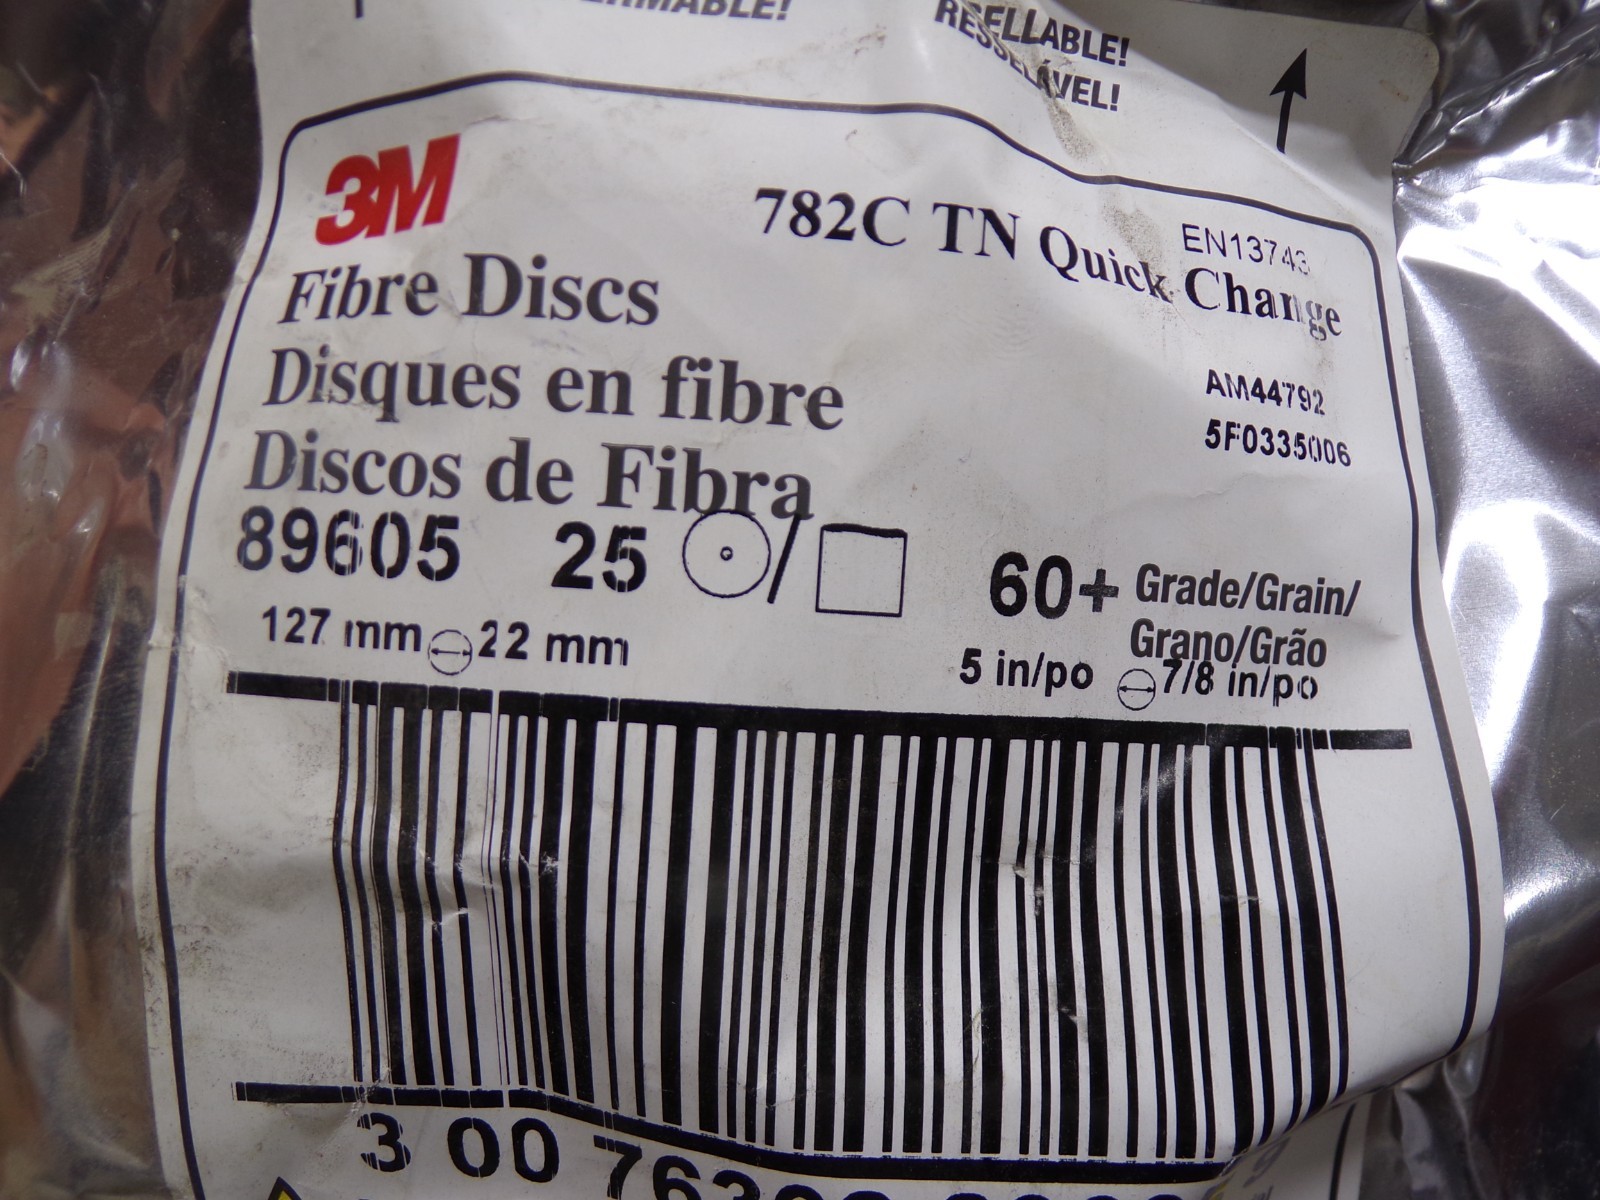 RESELLABLE!
RESSELÁVEL!
3M
782C TN Quick Change
EN13743
Fibre Discs
Disques en fibre
Discos de Fibra
AM44792
5F0335006
89605 25 / 60+ Grade/Grain/
Grano/Grão
127 mm 22 mm 5 in/po 7/8 in/po
3 00